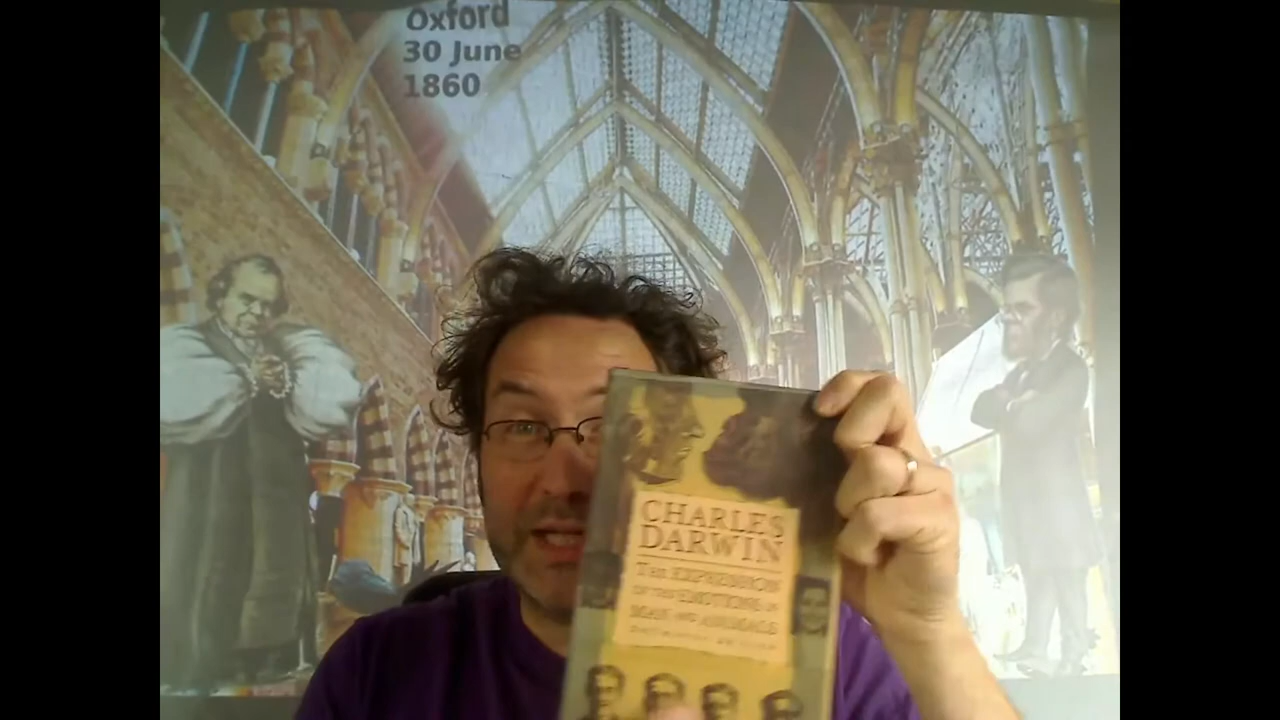 Oxford
30 June
1860
CHARLES
DARWIN
THE EXPRESSION
OF THE EMOTIONS IN
MAN AND ANIMALS